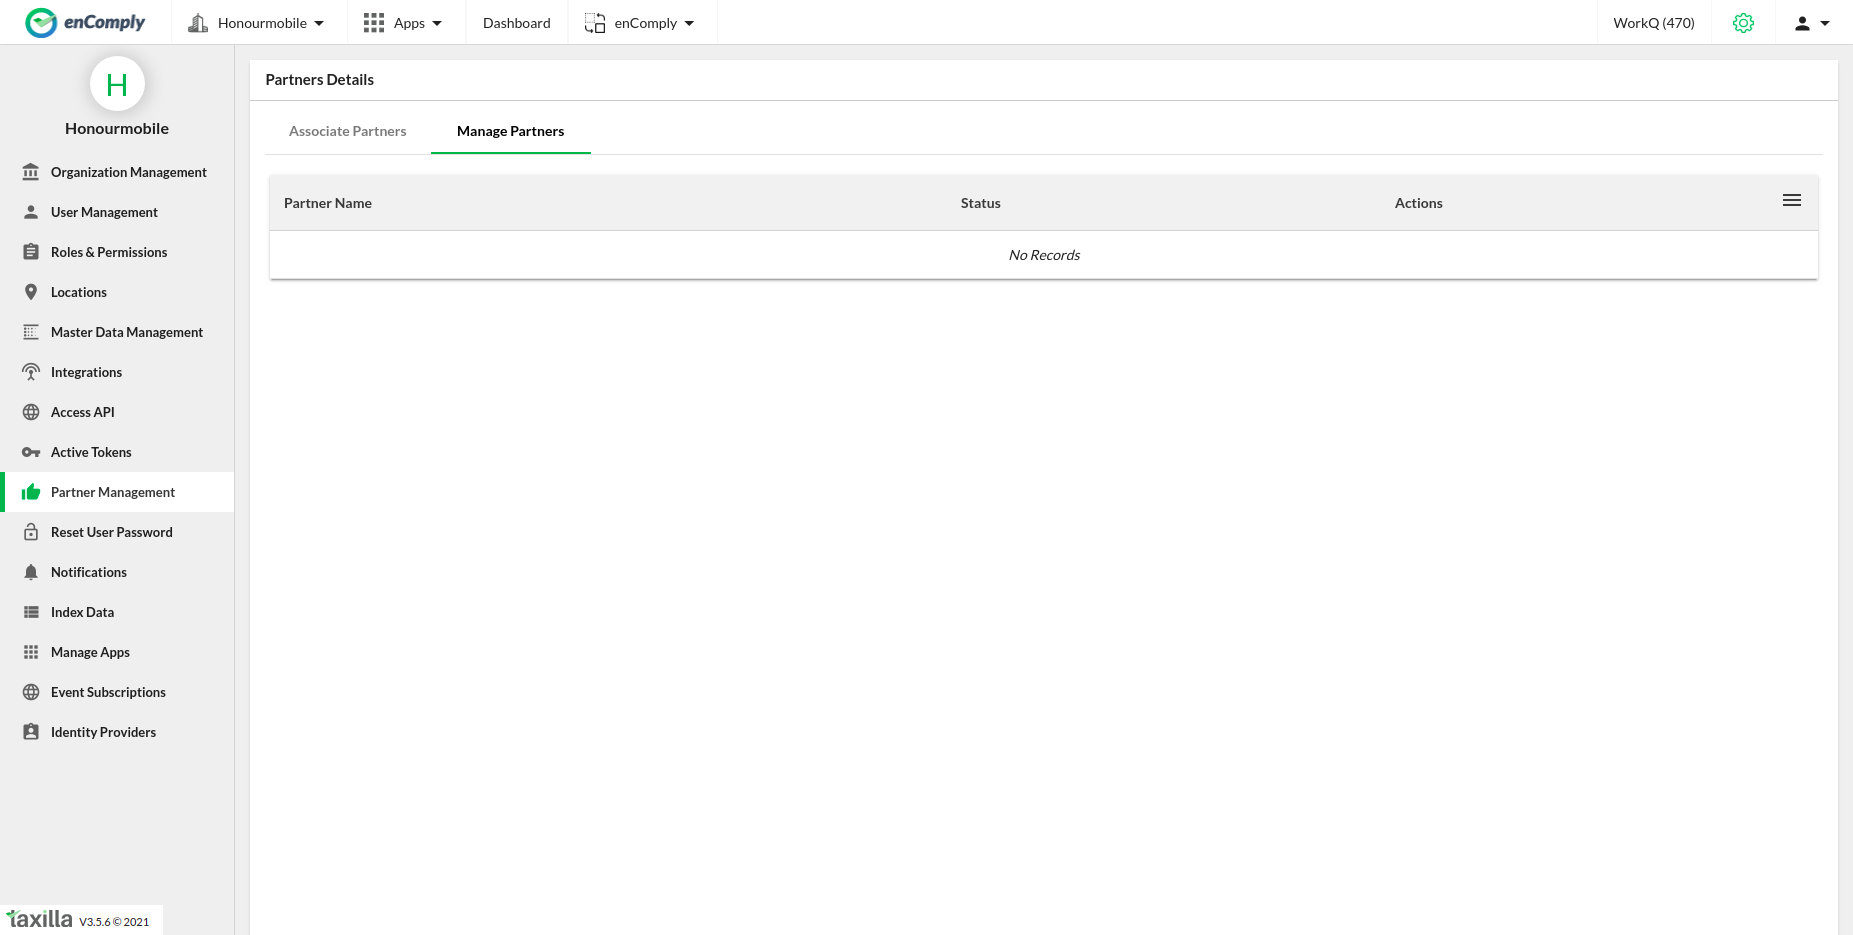 enComply
Honourmobile
Apps
Dashboard
enComply
WorkQ (470)
H
Honourmobile
Organization Management
User Management
Roles & Permissions
Locations
Master Data Management
Integrations
Access API
Active Tokens
Partner Management
Reset User Password
Notifications
Index Data
Manage Apps
Event Subscriptions
Identity Providers
taxilla V3.5.6 © 2021
Partners Details
Associate Partners Manage Partners
Partner Name Status Actions
No Records